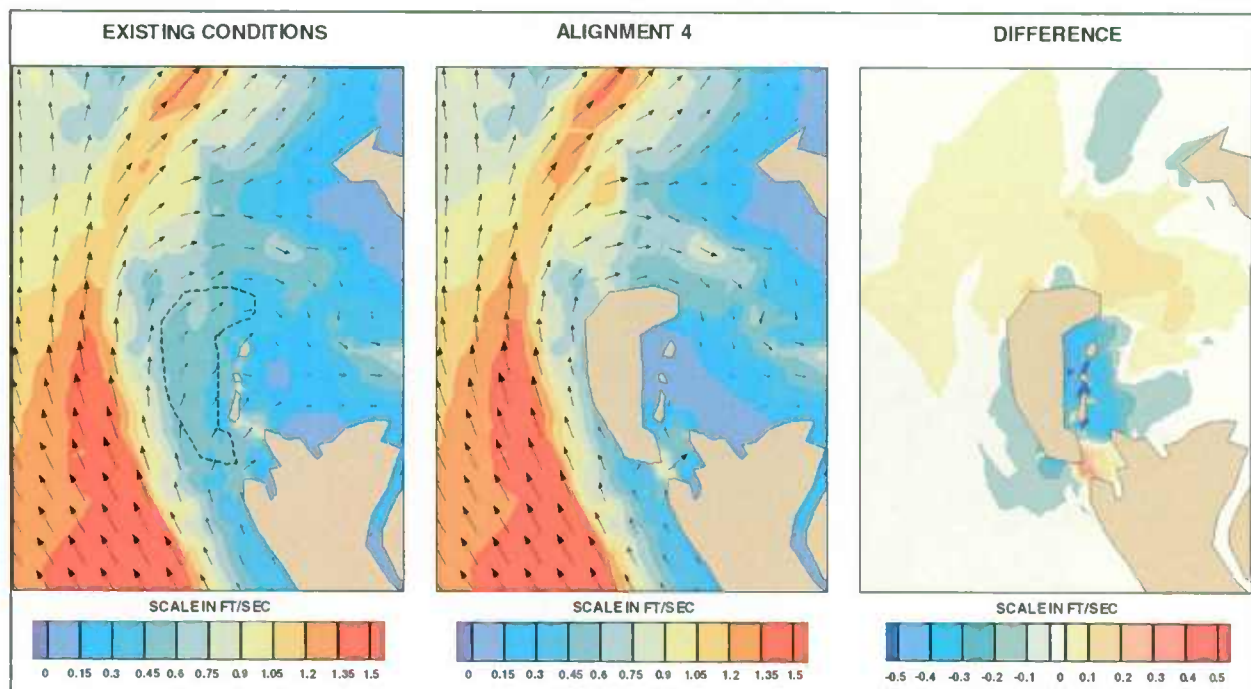 EXISTING CONDITIONS
ALIGNMENT 4
DIFFERENCE
SCALE IN FT/SEC
0 0.15 0.3 0.45 0.6 0.75 0.9 1.05 1.2 1.35 1.5
SCALE IN FT/SEC
0 0.15 0.3 0.45 0.6 0.75 0.9 1.05 1.2 1.35 1.5
SCALE IN FT/SEC
-0.5 -0.4 -0.3 -0.2 -0.1 0 0.1 0.2 0.3 0.4 0.5